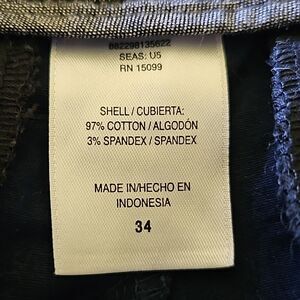 882298135622
SEAS: U5
RN 15099
SHELL / CUBIERTA:
97% COTTON / ALGODÓN
3% SPANDEX / SPANDEX
MADE IN/HECHO EN
INDONESIA
34